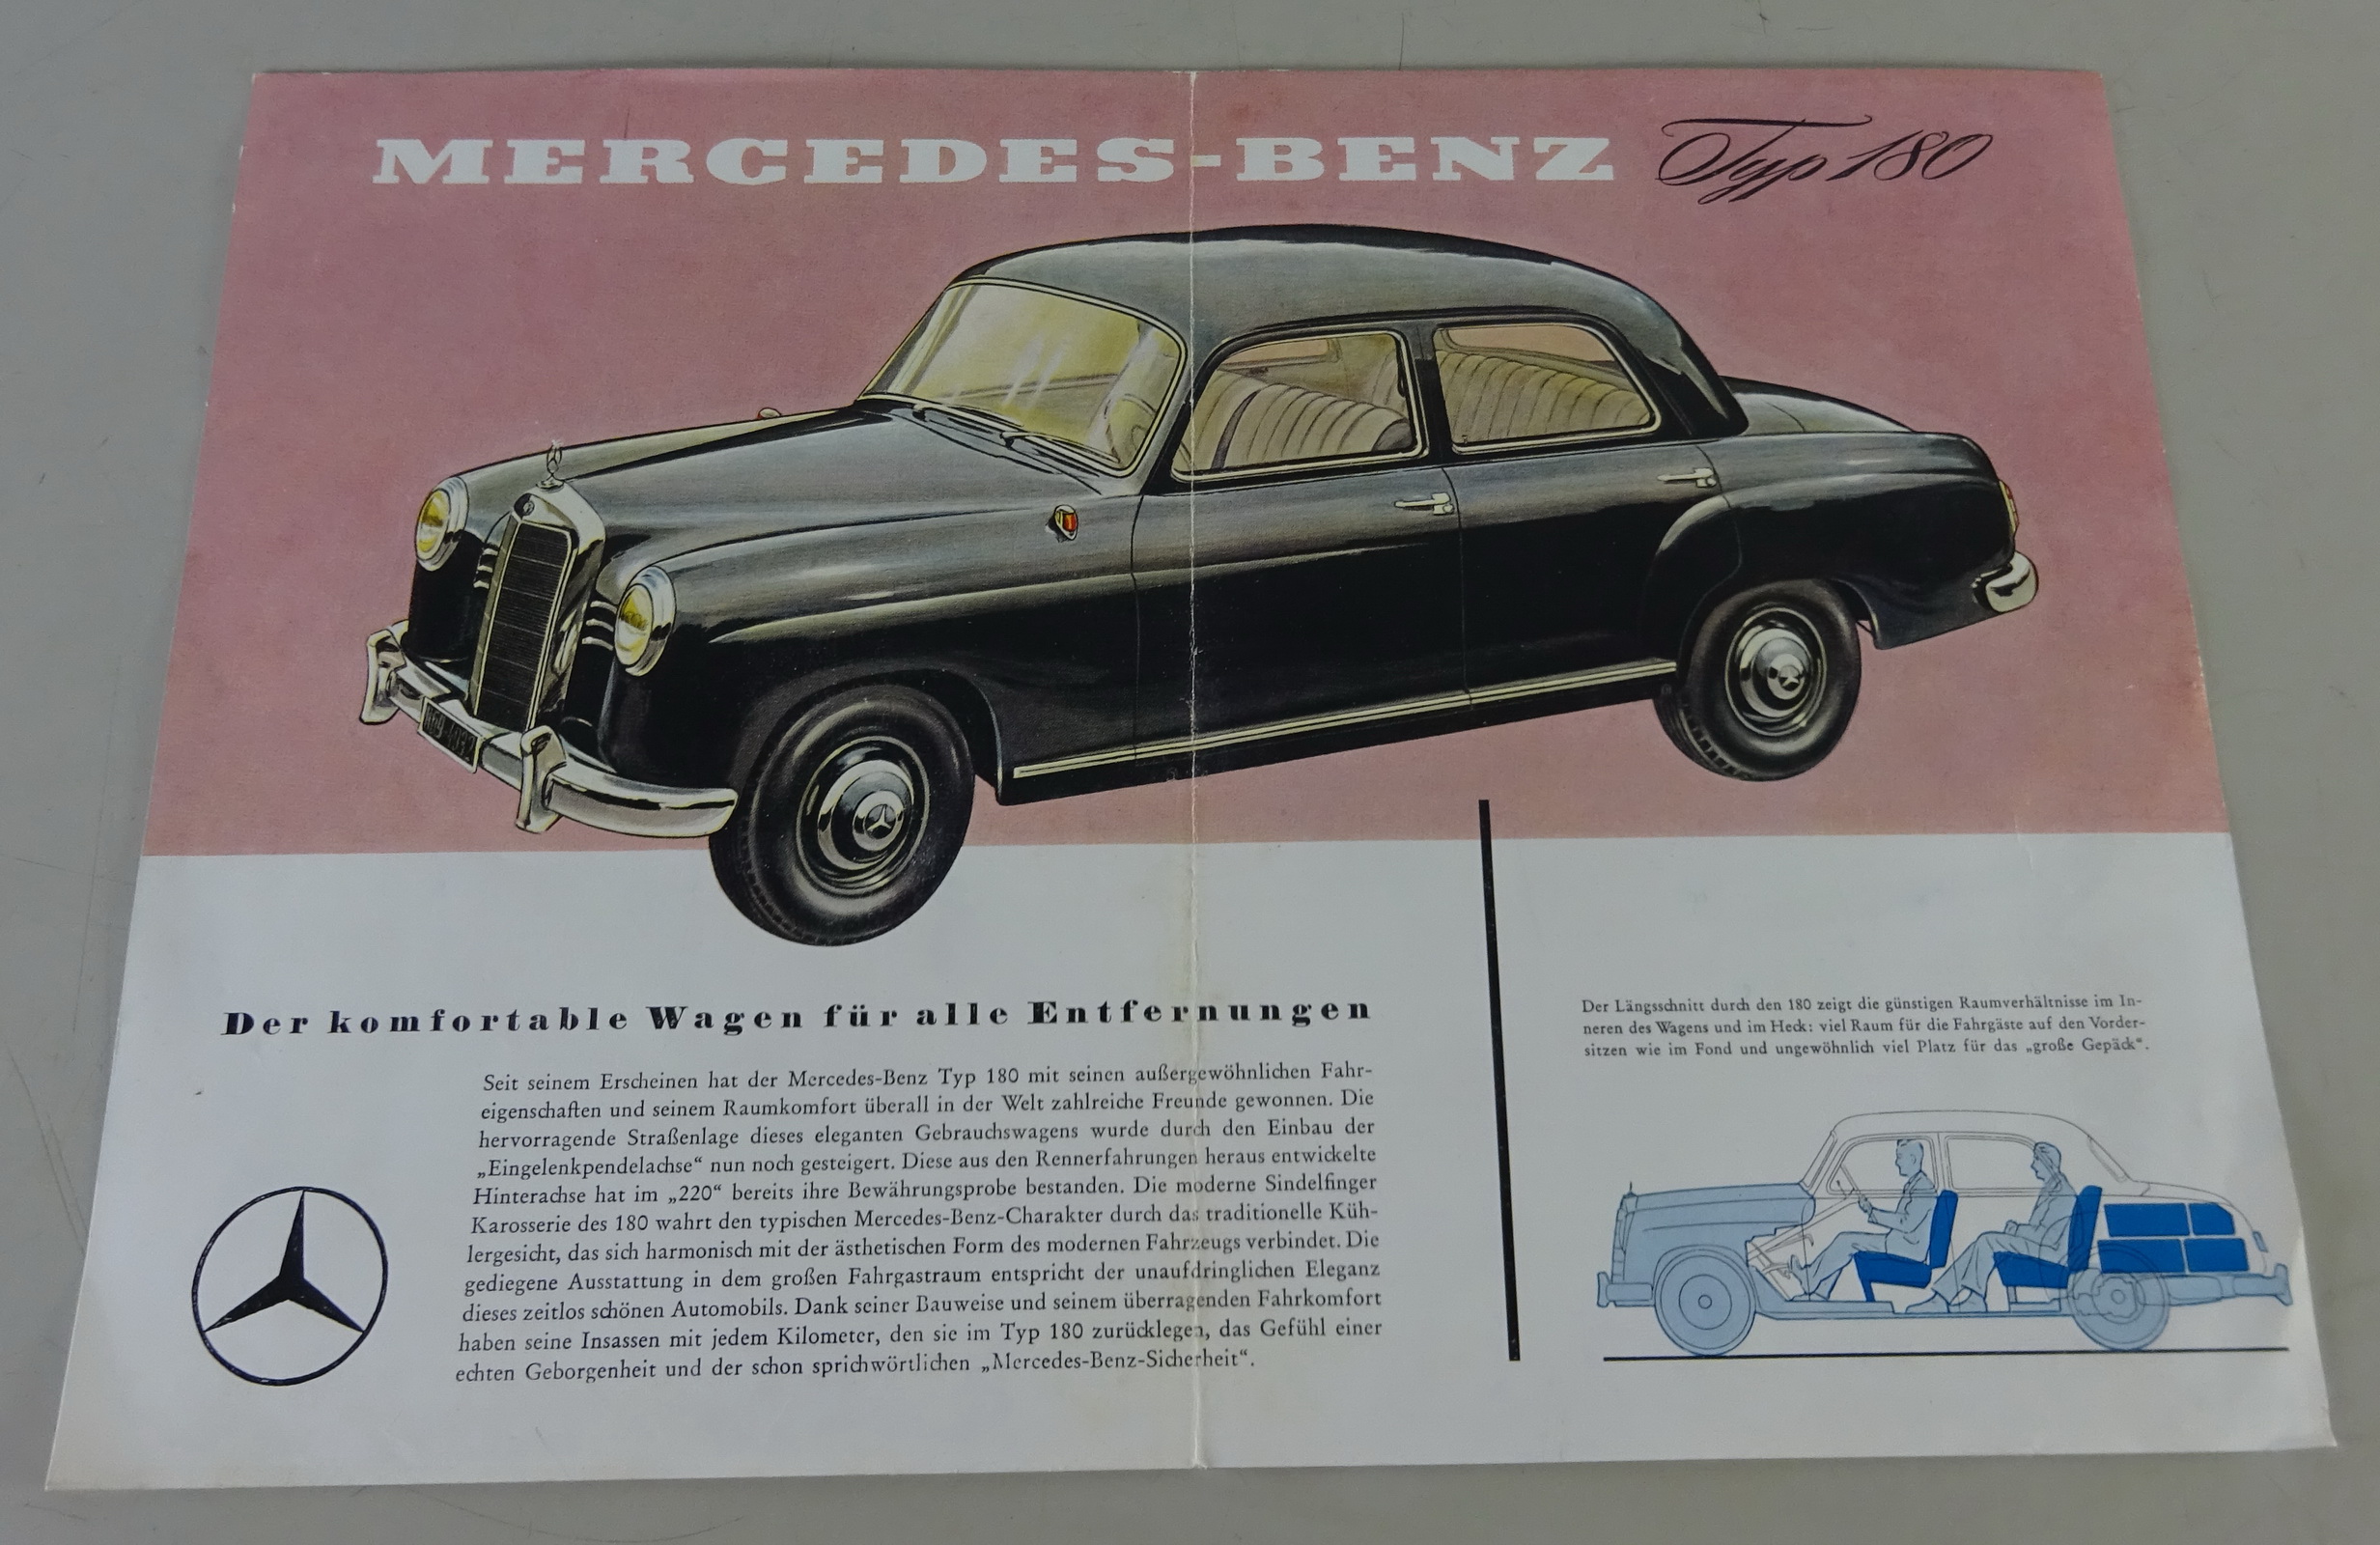 MERCEDES-BENZ Typ 180
Der komfortable Wagen für alle Entfernungen
Seit seinem Erscheinen hat der Mercedes-Benz Typ 180 mit seinen außergewöhnlichen Fahr-
eigenschaften und seinem Raumkomfort überall in der Welt zahlreiche Freunde gewonnen. Die
hervorragende Straßenlage dieses eleganten Gebrauchswagens wurde durch den Einbau der
„Eingelenkpendelachse“ nun noch gesteigert. Diese aus den Rennerfahrungen heraus entwickelte
Hinterachse hat im „220“ bereits ihre Bewährungsprobe bestanden. Die moderne Sindelfinger
Karosserie des 180 wahrt den typischen Mercedes-Benz-Charakter durch das traditionelle Küh-
lergesicht, das sich harmonisch mit der ästhetischen Form des modernen Fahrzeugs verbindet. Die
gediegene Ausstattung in dem großen Fahrgastraum entspricht der unaufdringlichen Eleganz
dieses zeitlos schönen Automobils. Dank seiner Bauweise und seinem überragenden Fahrkomfort
haben seine Insassen mit jedem Kilometer, den sie im Typ 180 zurücklegen, das Gefühl einer
echten Geborgenheit und der schon sprichwörtlichen „Mercedes-Benz-Sicherheit“.
Der Längsschnitt durch den 180 zeigt die günstigen Raumverhältnisse im In-
neren des Wagens und im Heck: viel Raum für die Fahrgäste auf den Vorder-
sitzen wie im Fond und ungewöhnlich viel Platz für das „große Gepäck“.